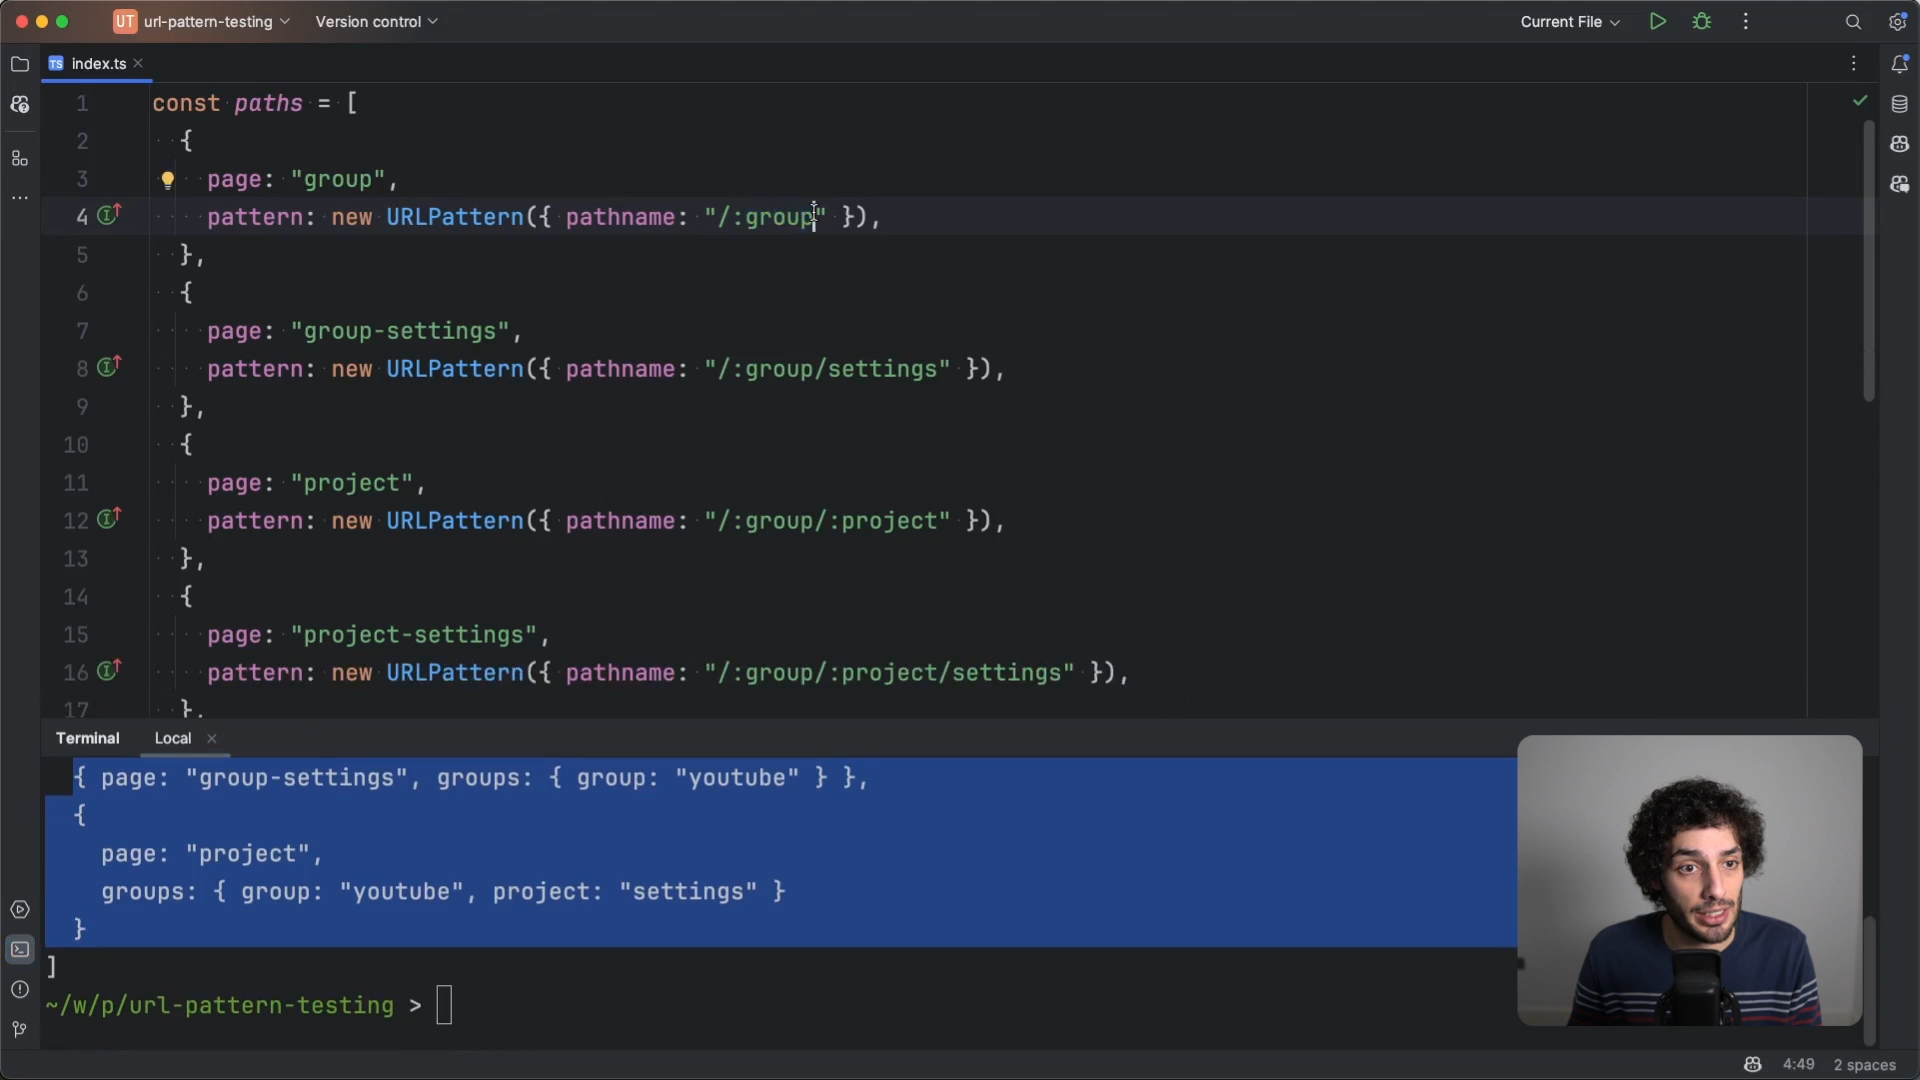 UT url-pattern-testing Version control Current File
TS index.ts
1 const paths = [
2 {
3 page: "group",
4 pattern: new URLPattern({ pathname: "/:group" }),
5 },
6 {
7 page: "group-settings",
8 pattern: new URLPattern({ pathname: "/:group/settings" }),
9 },
10 {
11 page: "project",
12 pattern: new URLPattern({ pathname: "/:group/:project" }),
13 },
14 {
15 page: "project-settings",
16 pattern: new URLPattern({ pathname: "/:group/:project/settings" }),
17 },
Terminal Local
{ page: "group-settings", groups: { group: "youtube" } },
{
page: "project",
groups: { group: "youtube", project: "settings" }
}
]
~/w/p/url-pattern-testing >
4:49 2 spaces